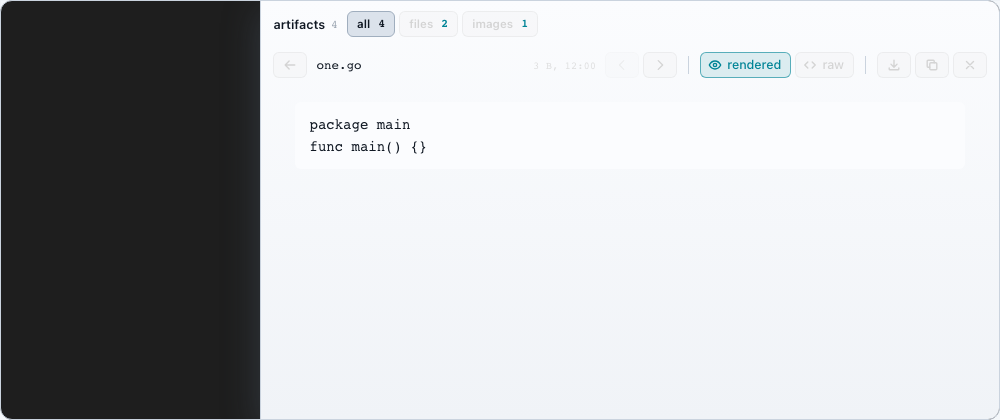 artifacts 4 all 4 files 2 images 1
one.go 3 B, 12:00 rendered raw
package main
func main() {}